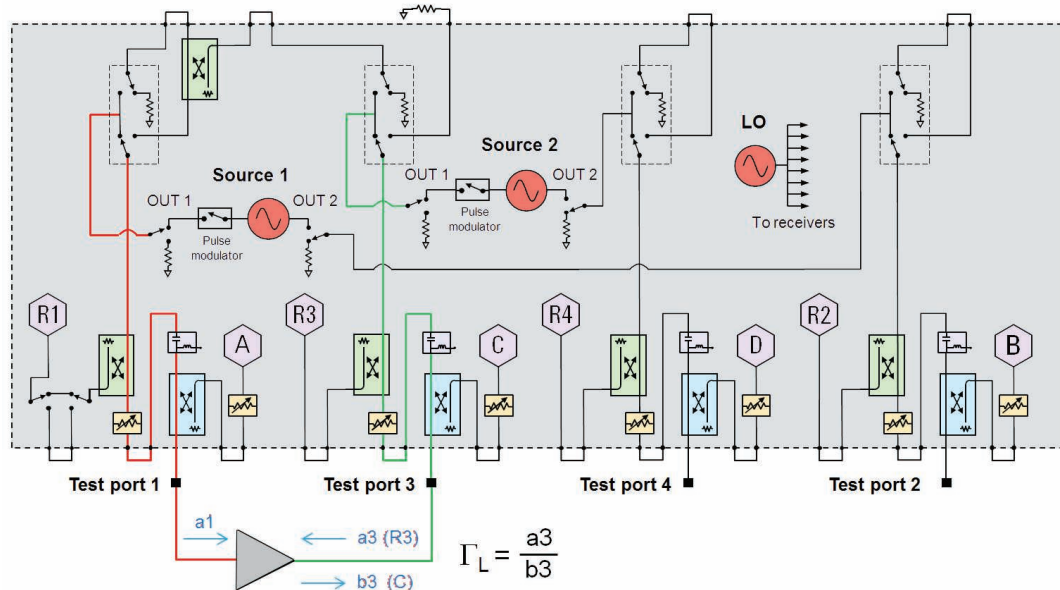 Source 1
OUT 1
OUT 2
Pulse
modulator
Source 2
OUT 1
OUT 2
Pulse
modulator
LO
To receivers
R1
A
R3
C
R4
D
R2
B
Test port 1
Test port 3
Test port 4
Test port 2
a1
a3 (R3)
b3 (C)
Γ_L = a3
b3